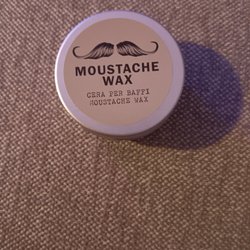 MOUSTACHE
WAX
CERA PER BAFFI
MOUSTACHE WAX